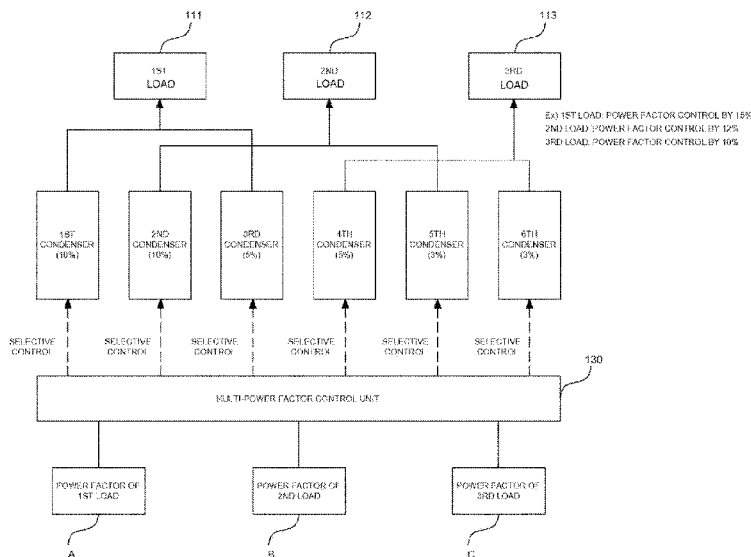 111
112
113
1ST
LOAD
2ND
LOAD
3RD
LOAD
Ex) 1ST LOAD: POWER FACTOR CONTROL BY 15%
2ND LOAD: POWER FACTOR CONTROL BY 12%
3RD LOAD: POWER FACTOR CONTROL BY 10%
1ST
CONDENSER
(10%)
2ND
CONDENSER
(10%)
3RD
CONDENSER
(5%)
4TH
CONDENSER
(5%)
5TH
CONDENSER
(3%)
6TH
CONDENSER
(3%)
SELECTIVE
CONTROL
SELECTIVE
CONTROL
SELECTIVE
CONTROL
SELECTIVE
CONTROL
SELECTIVE
CONTROL
SELECTIVE
CONTROL
130
MULTI-POWER FACTOR CONTROL UNIT
POWER FACTOR OF
1ST LOAD
POWER FACTOR OF
2ND LOAD
POWER FACTOR OF
3RD LOAD
A
B
C